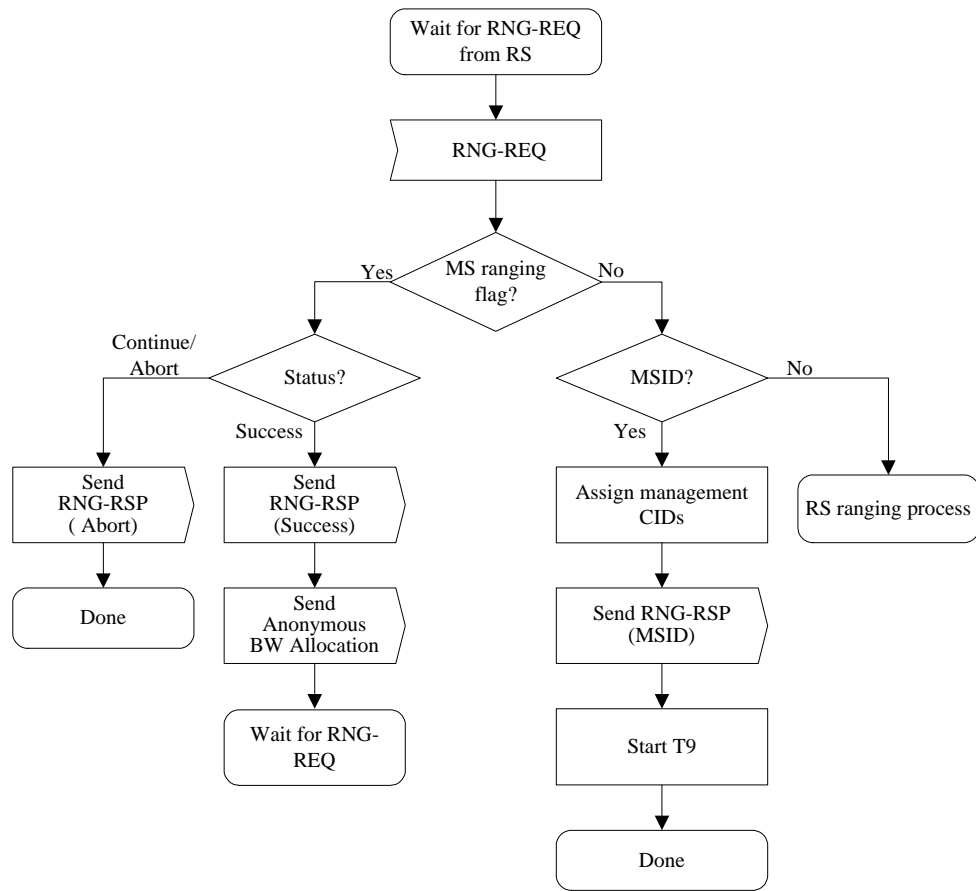 Wait for RNG-REQ
from RS
RNG-REQ
MS ranging
flag?
Yes
No
Continue/
Abort
Status?
MSID?
No
Success
Yes
Send
RNG-RSP
( Abort)
Send
RNG-RSP
(Success)
Assign management
CIDs
RS ranging process
Done
Send
Anonymous
BW Allocation
Send RNG-RSP
(MSID)
Wait for RNG-
REQ
Start T9
Done